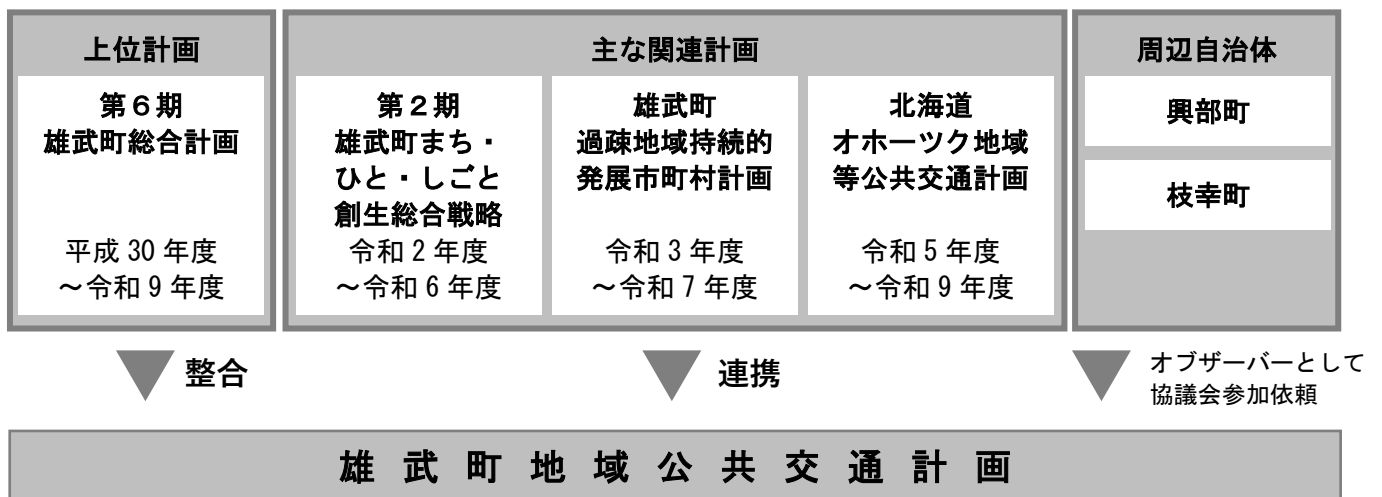 上位計画
第6期
雄武町総合計画
平成 30 年度
～令和 9 年度
主な関連計画
第2期
雄武町まち・
ひと・しごと
創生総合戦略
令和 2 年度
～令和 6 年度
雄武町
過疎地域持続的
発展市町村計画
令和 3 年度
～令和 7 年度
北海道
オホーツク地域
等公共交通計画
令和 5 年度
～令和 9 年度
周辺自治体
興部町
枝幸町
整合
連携
オブザーバーとして
協議会参加依頼
雄武町地域公共交通計画